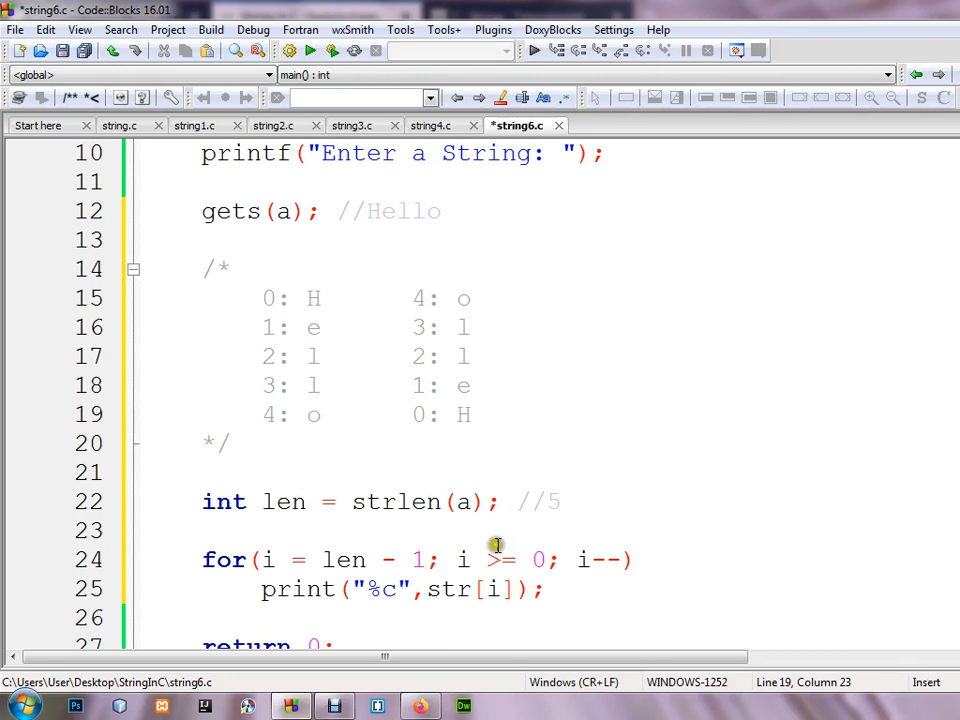 *string6.c - Code::Blocks 16.01
File Edit View Search Project Build Debug Fortran wxSmith Tools Tools+ Plugins DoxyBlocks Settings Help
<global> main() : int
/** *<
S C
Start here string.c string1.c string2.c string3.c string4.c *string6.c
10 printf("Enter a String: ");
11
12 gets(a); //Hello
13
14 /*
15 0: H 4: o
16 1: e 3: l
17 2: l 2: l
18 3: l 1: e
19 4: o 0: H
20 */
21
22 int len = strlen(a); //5
23
24 for(i = len - 1; i >= 0; i--)
25 print("%c",str[i]);
26
27 return 0;
C:\Users\User\Desktop\StringInC\string6.c Windows (CR+LF) WINDOWS-1252 Line 19, Column 23 Insert
Ps Dw